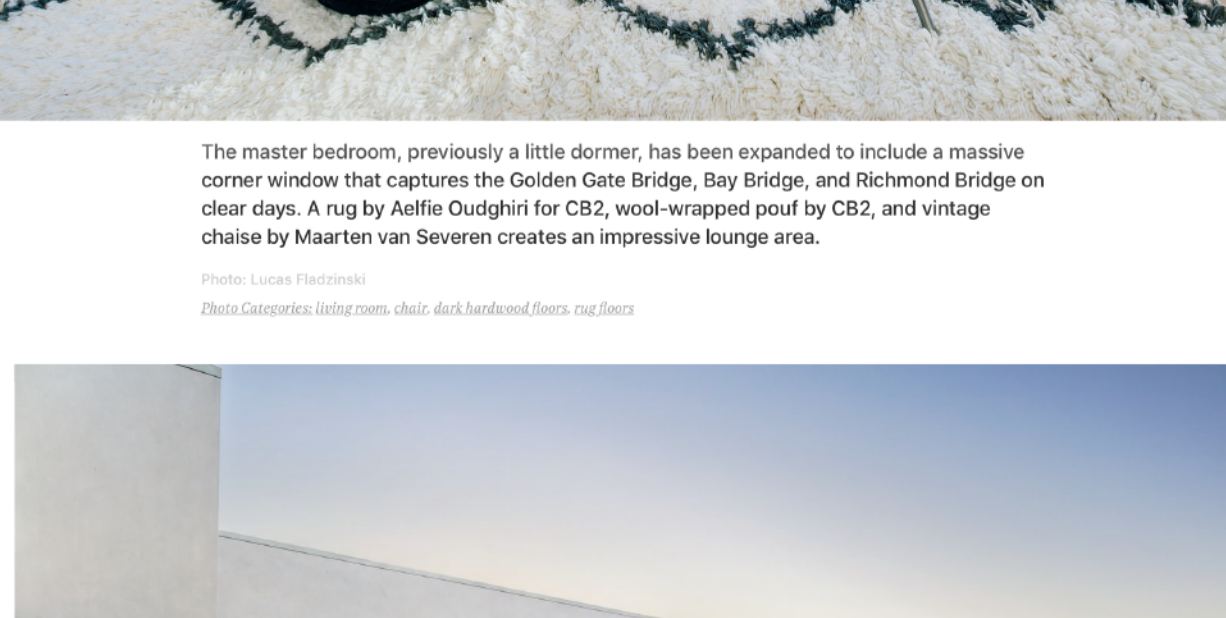 The master bedroom, previously a little dormer, has been expanded to include a massive
corner window that captures the Golden Gate Bridge, Bay Bridge, and Richmond Bridge on
clear days. A rug by Aelfie Oudghiri for CB2, wool-wrapped pouf by CB2, and vintage
chaise by Maarten van Severen creates an impressive lounge area.
Photo: Lucas Fladzinski
Photo Categories: living room, chair, dark hardwood floors, rug floors